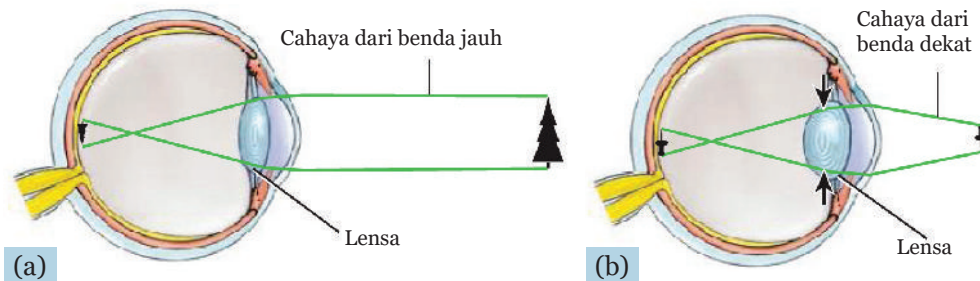 Cahaya dari benda jauh
Lensa
(a)
Cahaya dari
benda dekat
Lensa
(b)